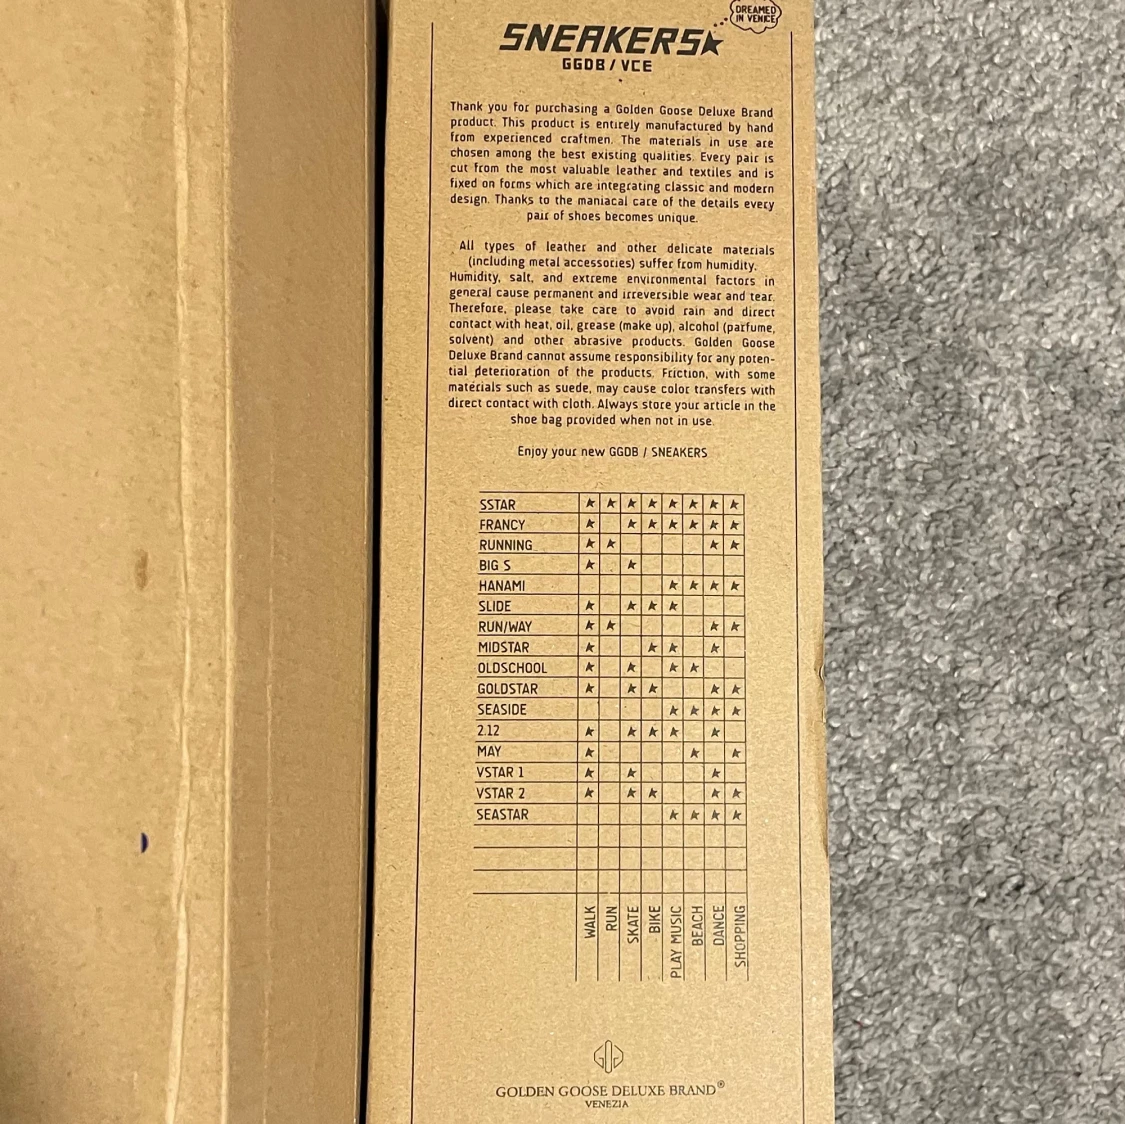 DREAMED
IN VENICE
SNEAKERS
GGDB / VCE
Thank you for purchasing a Golden Goose Deluxe Brand
product. This product is entirely manufactured by hand
from experienced craftmen. The materials in use are
chosen among the best existing qualities. Every pair is
cut from the most valuable leather and textiles and is
fixed on forms which are integrating classic and modern
design. Thanks to the maniacal care of the details every
pair of shoes becomes unique.
All types of leather and other delicate materials
(including metal accessories) suffer from humidity.
Humidity, salt, and extreme environmental factors in
general cause permanent and irreversible wear and tear.
Therefore, please take care to avoid rain and direct
contact with heat, oil, grease (make up), alcohol (parfume,
solvent) and other abrasive products. Golden Goose
Deluxe Brand cannot assume responsibility for any poten-
tial deterioration of the products. Friction, with some
materials such as suede, may cause color transfers with
direct contact with cloth. Always store your article in the
shoe bag provided when not in use.
Enjoy your new GGDB / SNEAKERS
SSTAR
FRANCY
RUNNING
BIG S
HANAMI
SLIDE
RUN/WAY
MIDSTAR
OLDSCHOOL
GOLDSTAR
SEASIDE
2.12
MAY
VSTAR 1
VSTAR 2
SEASTAR
WALK
RUN
SKATE
BIKE
PLAY MUSIC
BEACH
DANCE
SHOPPING
GOLDEN GOOSE DELUXE BRAND®
VENEZIA